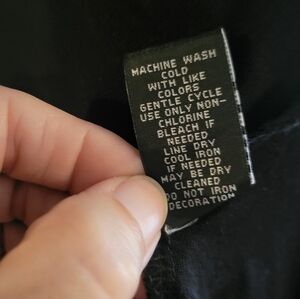 MACHINE WASH
COLD
WITH LIKE
COLORS
GENTLE CYCLE
USE ONLY NON-
CHLORINE
BLEACH IF
NEEDED
LINE DRY
COOL IRON
IF NEEDED
MAY BE DRY
CLEANED
DO NOT IRON
DECORATION